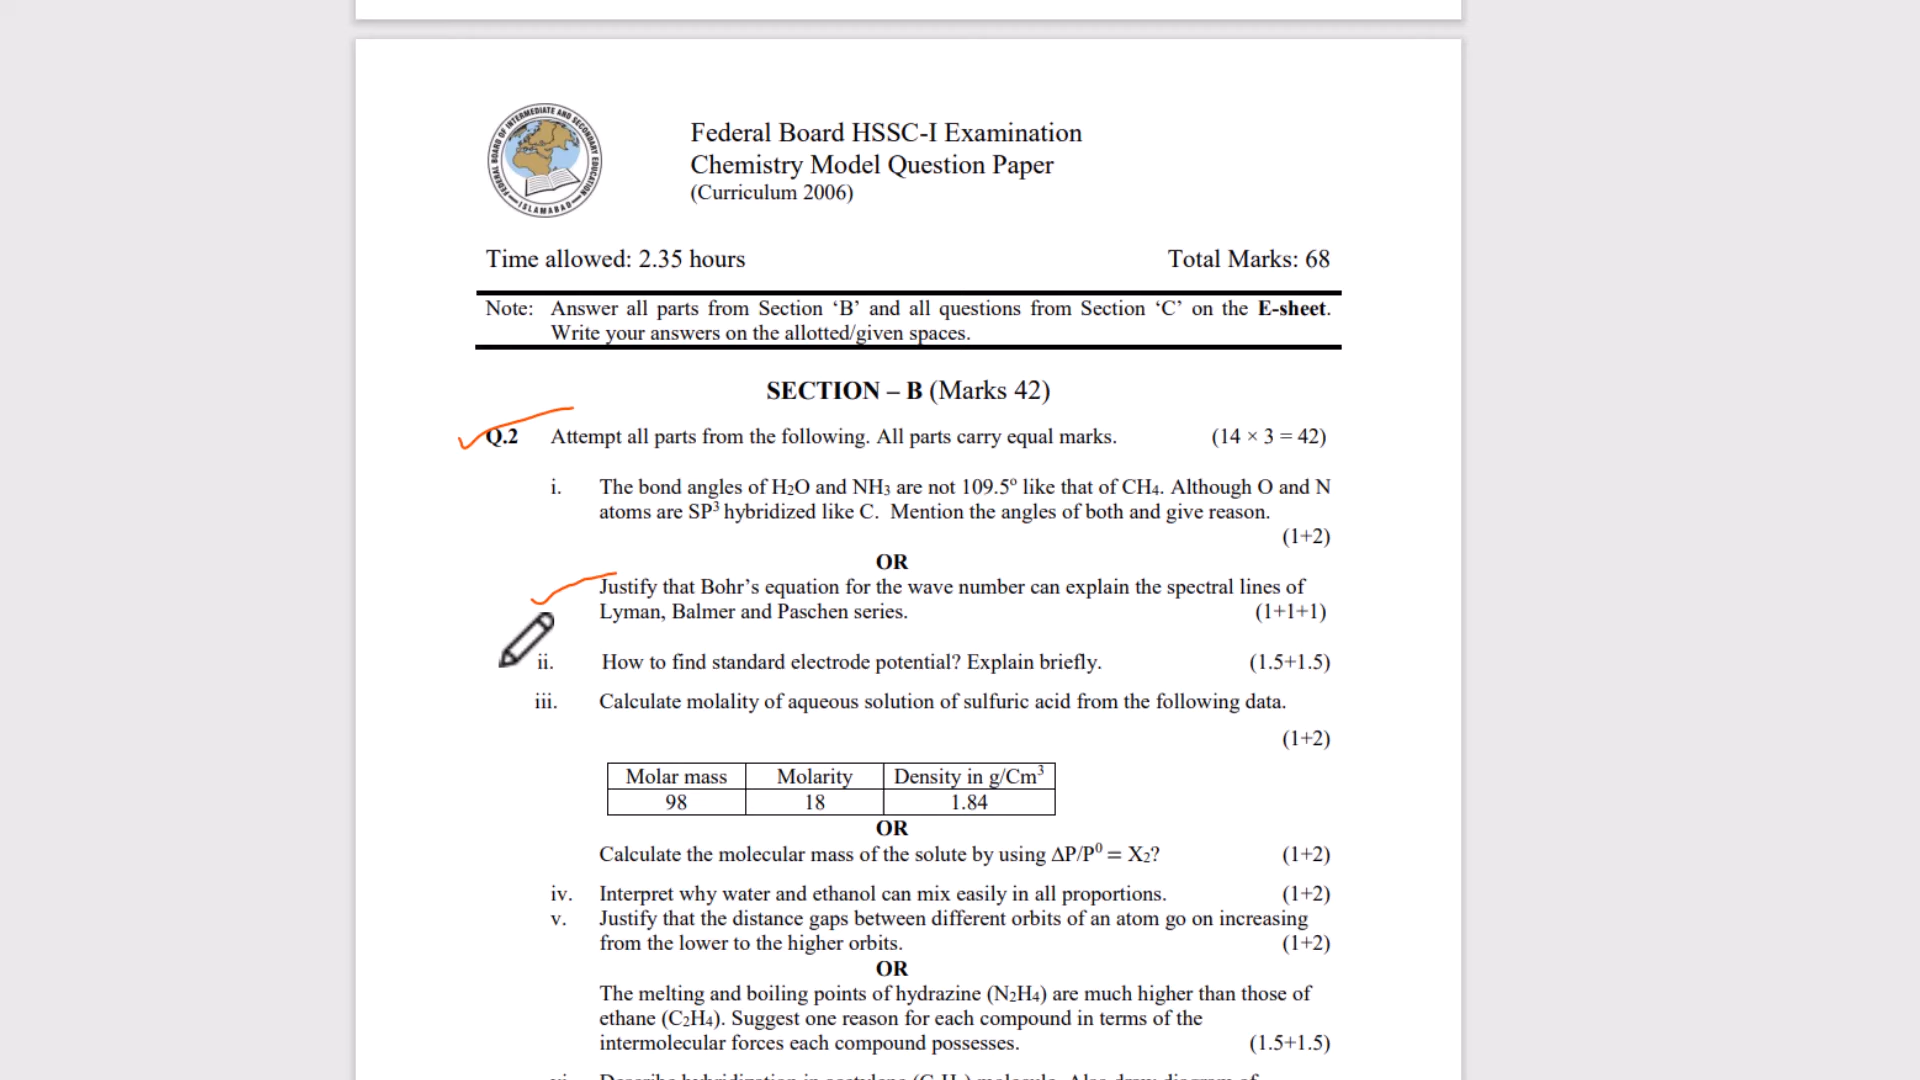 FEDERAL BOARD OF INTERMEDIATE AND SECONDARY EDUCATION
ISLAMABAD
Federal Board HSSC-I Examination
Chemistry Model Question Paper
(Curriculum 2006)
Time allowed: 2.35 hours Total Marks: 68
Note: Answer all parts from Section ‘B’ and all questions from Section ‘C’ on the E-sheet.
Write your answers on the allotted/given spaces.
SECTION – B (Marks 42)
Q.2 Attempt all parts from the following. All parts carry equal marks. (14 × 3 = 42)
i. The bond angles of H₂O and NH₃ are not 109.5º like that of CH₄. Although O and N
atoms are SP³ hybridized like C. Mention the angles of both and give reason.
(1+2)
OR
Justify that Bohr’s equation for the wave number can explain the spectral lines of
Lyman, Balmer and Paschen series. (1+1+1)
ii. How to find standard electrode potential? Explain briefly. (1.5+1.5)
iii. Calculate molality of aqueous solution of sulfuric acid from the following data.
(1+2)
Molar mass Molarity Density in g/Cm³
98 18 1.84
OR
Calculate the molecular mass of the solute by using ΔP/P⁰ = X₂? (1+2)
iv. Interpret why water and ethanol can mix easily in all proportions. (1+2)
v. Justify that the distance gaps between different orbits of an atom go on increasing
from the lower to the higher orbits. (1+2)
OR
The melting and boiling points of hydrazine (N₂H₄) are much higher than those of
ethane (C₂H₄). Suggest one reason for each compound in terms of the
intermolecular forces each compound possesses. (1.5+1.5)